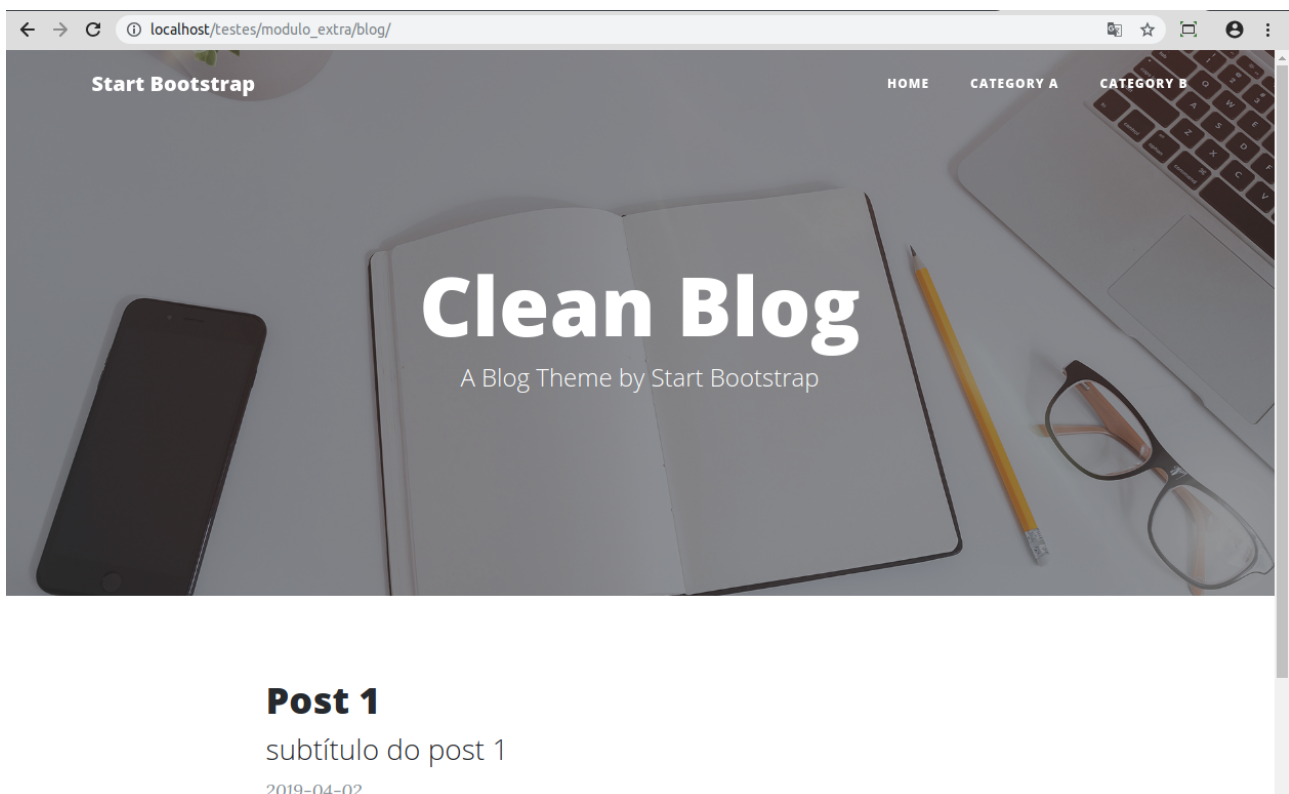 localhost/testes/modulo_extra/blog/
Start Bootstrap
HOME CATEGORY A CATEGORY B
Clean Blog
A Blog Theme by Start Bootstrap
Post 1
subtítulo do post 1
2019-04-02